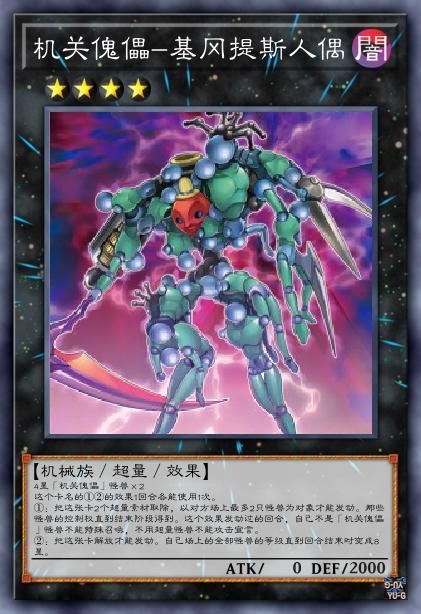 机关傀儡-基冈提斯人偶 闇
【机械族/超量/效果】
4星「机关傀儡」怪兽×2
这个卡名的①②的效果1回合各能使用1次。
①:把这张卡2个超量素材取除,以对方场上最多2只怪兽为对象才能发动。那些
怪兽的控制权直到结束阶段得到。这个效果发动过的回合,自己不是「机关傀儡
」怪兽不能特殊召唤,不用超量怪兽不能攻击宣言。
②:把这张卡解放才能发动。自己场上的全部怪兽的等级直到回合结束时变成8
星。
ATK/ 0 DEF/2000